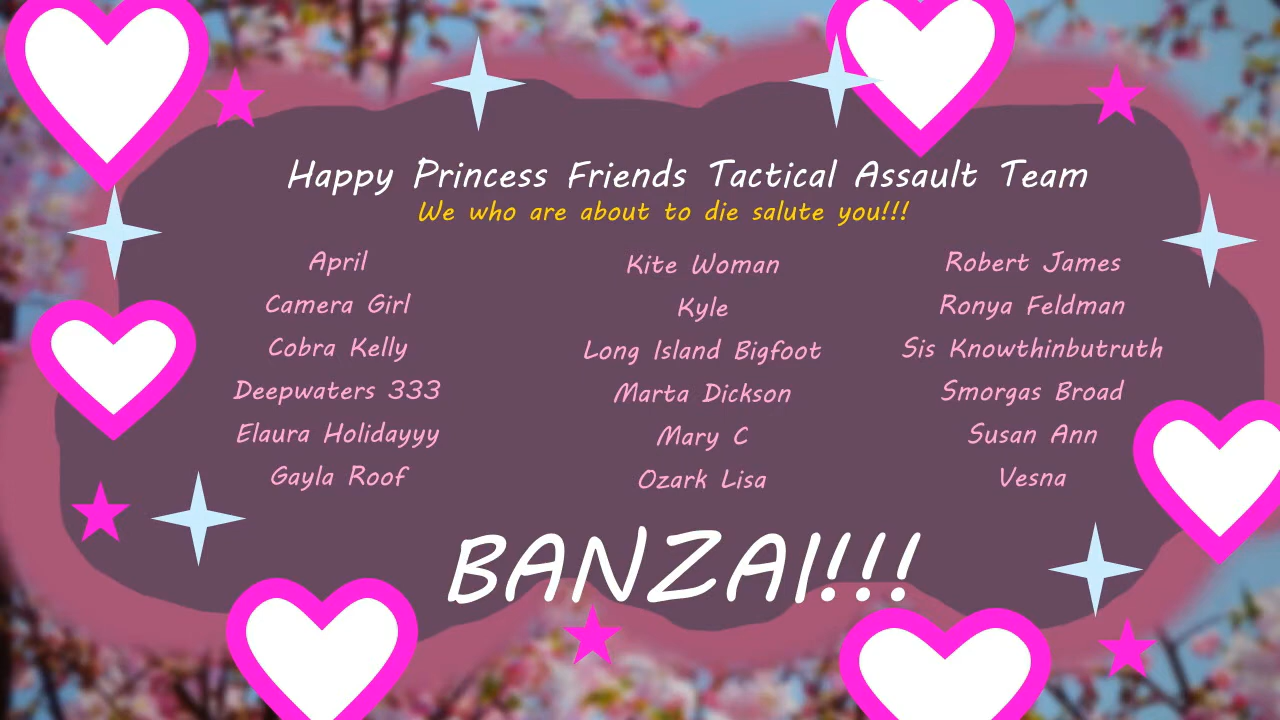 Happy Princess Friends Tactical Assault Team
We who are about to die salute you!!!
April
Camera Girl
Cobra Kelly
Deepwaters 333
Elaura Holidayyy
Gayla Roof
Kite Woman
Kyle
Long Island Bigfoot
Marta Dickson
Mary C
Ozark Lisa
Robert James
Ronya Feldman
Sis Knowthinbutruth
Smorgas Broad
Susan Ann
Vesna
BANZAI!!!